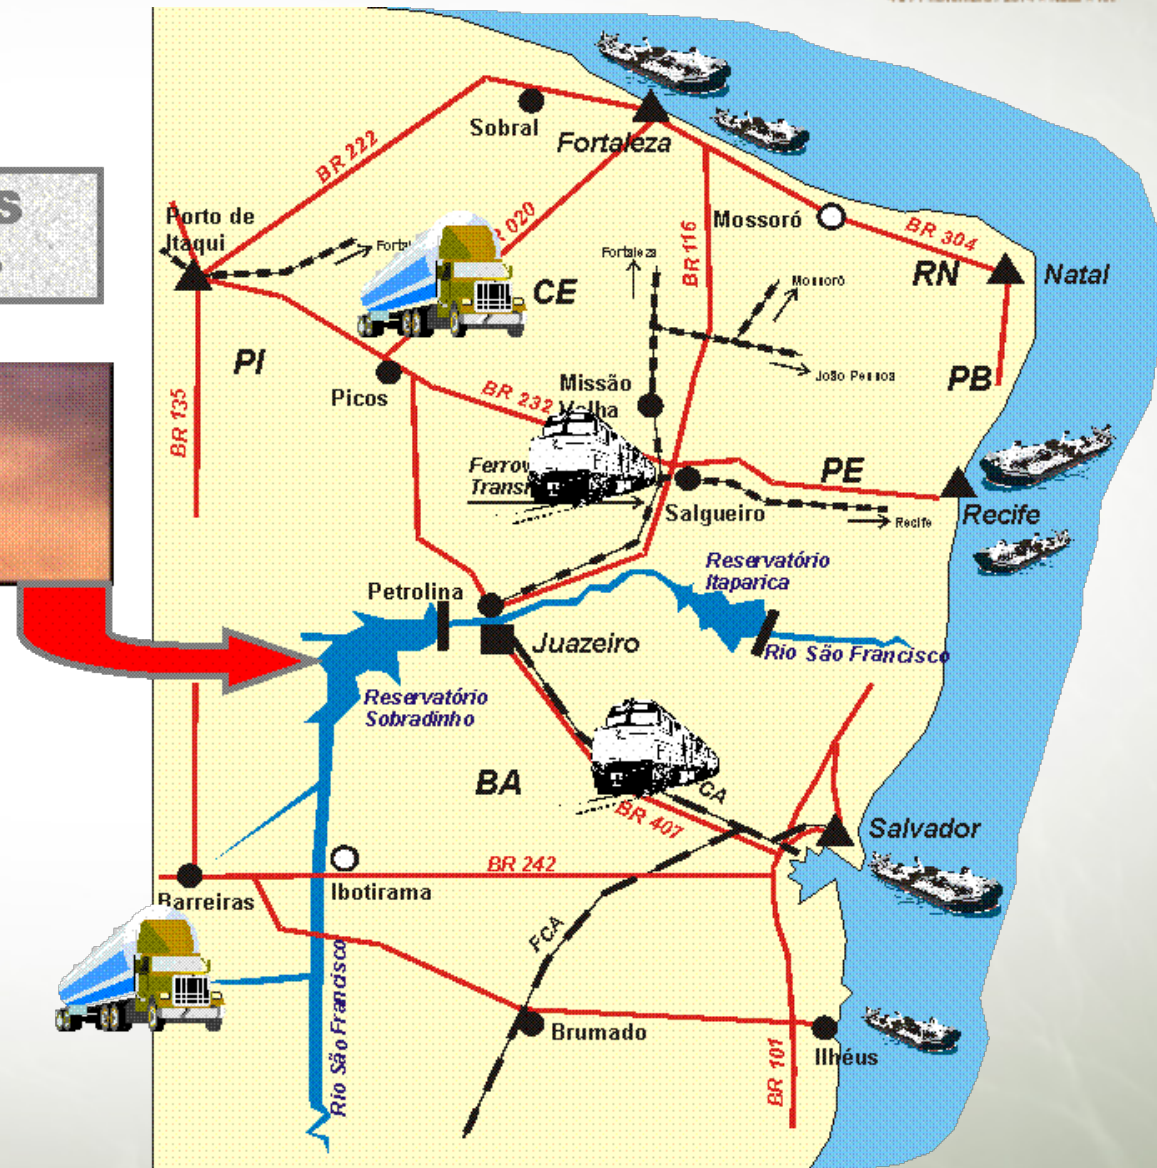 Sobral
Fortaleza
BR 222
Porto de
Itaqui
020
BR 116
Mossoró
BR 304
RN
Natal
Fortaleza
CE
Mossoró
PI
João Pessoa
PB
BR 135
Picos
BR 232
Missão
Velha
PE
Salgueiro
Recife
Recife
Petrolina
Reservatório
Itaparica
Juazeiro
Rio São Francisco
Reservatório
Sobradinho
BA
BR 407
Salvador
BR 242
Barreiras
Ibotirama
FCA
Rio São Francisco
Brumado
BR 101
Ilhéus